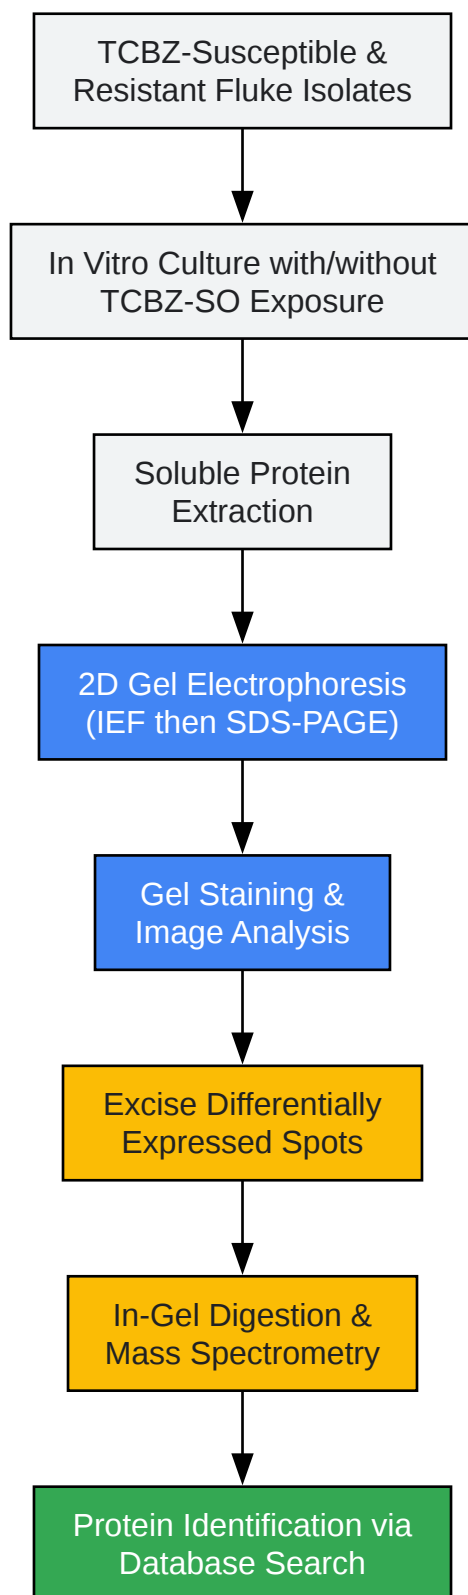 TCBZ-Susceptible &
Resistant Fluke Isolates
In Vitro Culture with/without
TCBZ-SO Exposure
Soluble Protein
Extraction
2D Gel Electrophoresis
(IEF then SDS-PAGE)
Gel Staining &
Image Analysis
Excise Differentially
Expressed Spots
In-Gel Digestion &
Mass Spectrometry
Protein Identification via
Database Search